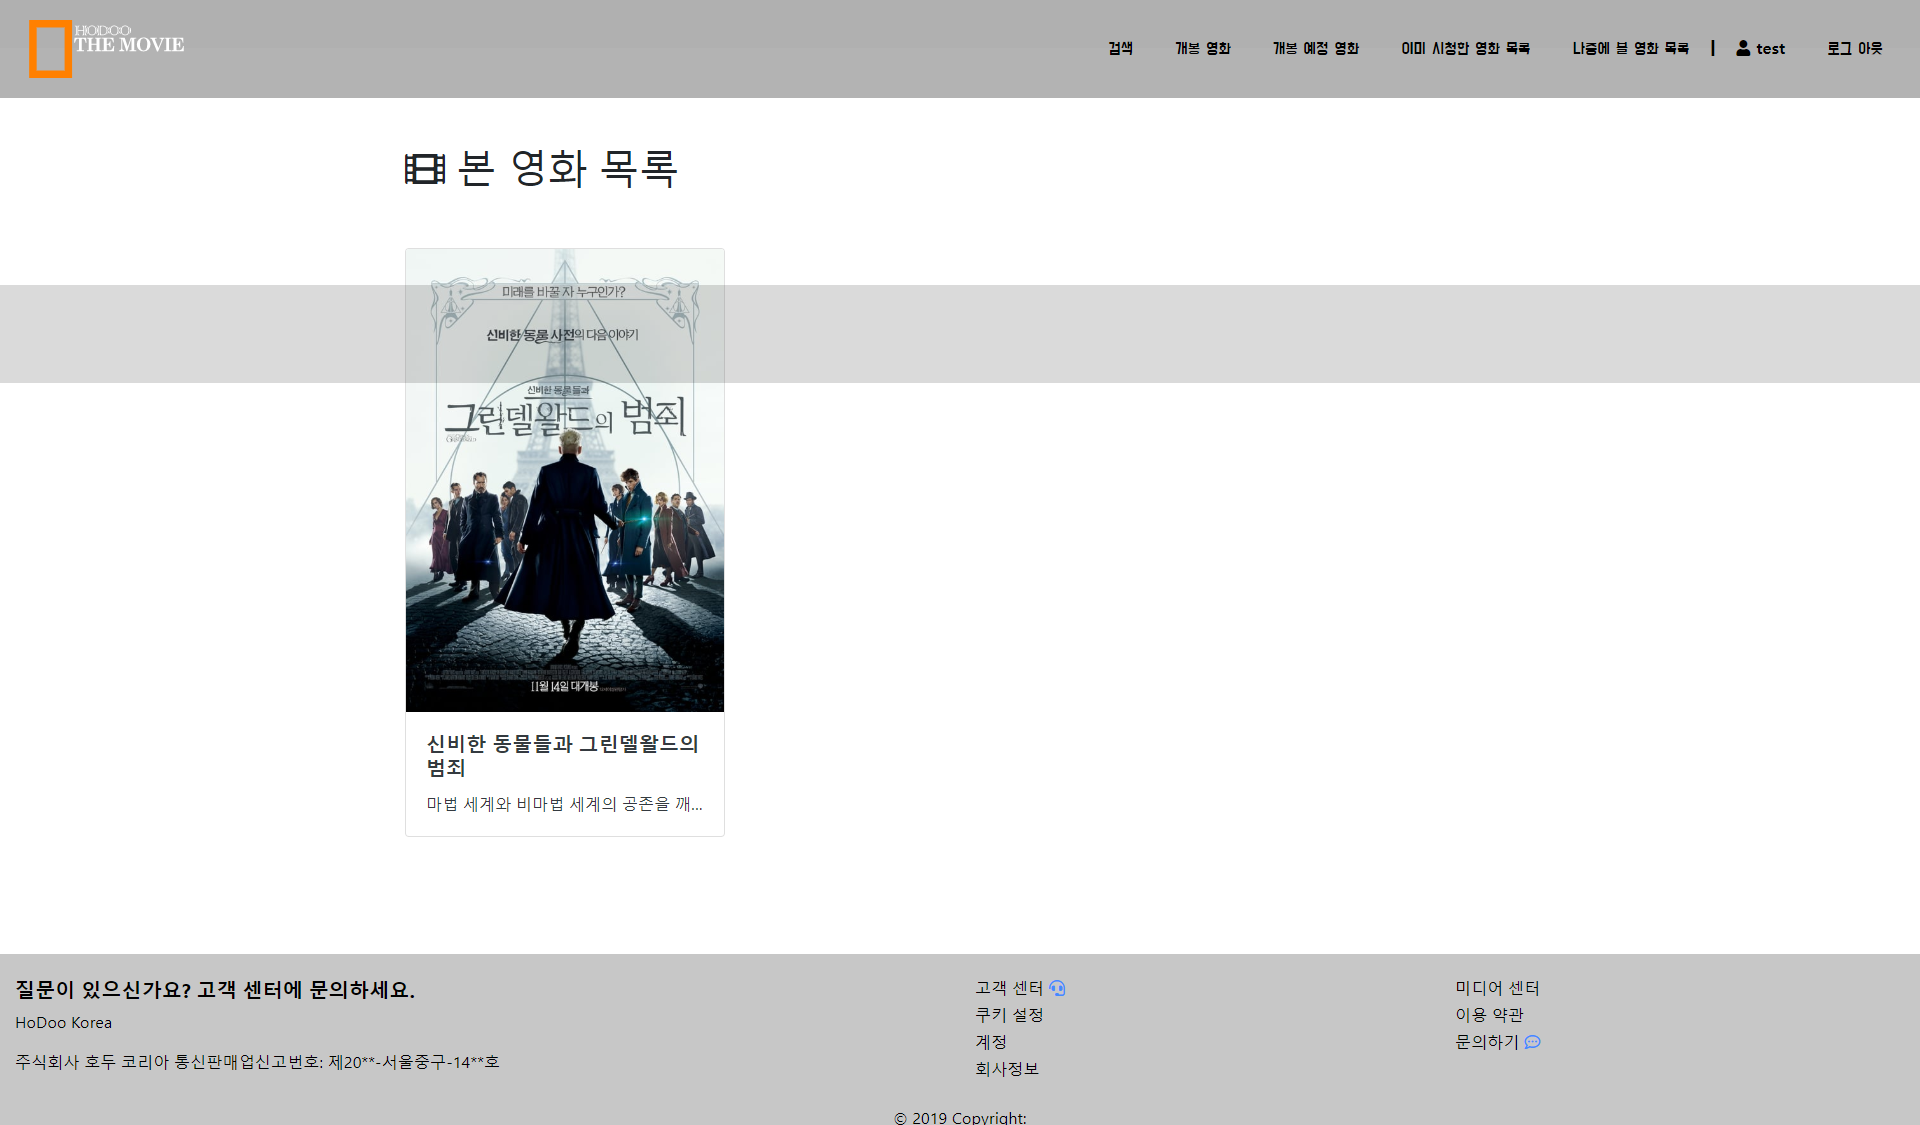 HODOO
THE MOVIE
검색
개봉 영화
개봉 예정 영화
이미 시청한 영화 목록
나중에 볼 영화 목록
|
test
로그 아웃
본 영화 목록
미래를 바꿀 자 누구인가?
신비한 동물 사전의 다음 이야기
신비한 동물들과
그린델왈드의 범죄
11월 14일 대개봉
신비한 동물들과 그린델왈드의
범죄
마법 세계와 비마법 세계의 공존을 깨...
질문이 있으신가요? 고객 센터에 문의하세요.
HoDoo Korea
주식회사 호두 코리아 통신판매업신고번호: 제20**-서울중구-14**호
고객 센터
쿠키 설정
계정
회사정보
미디어 센터
이용 약관
문의하기
© 2019 Copyright: